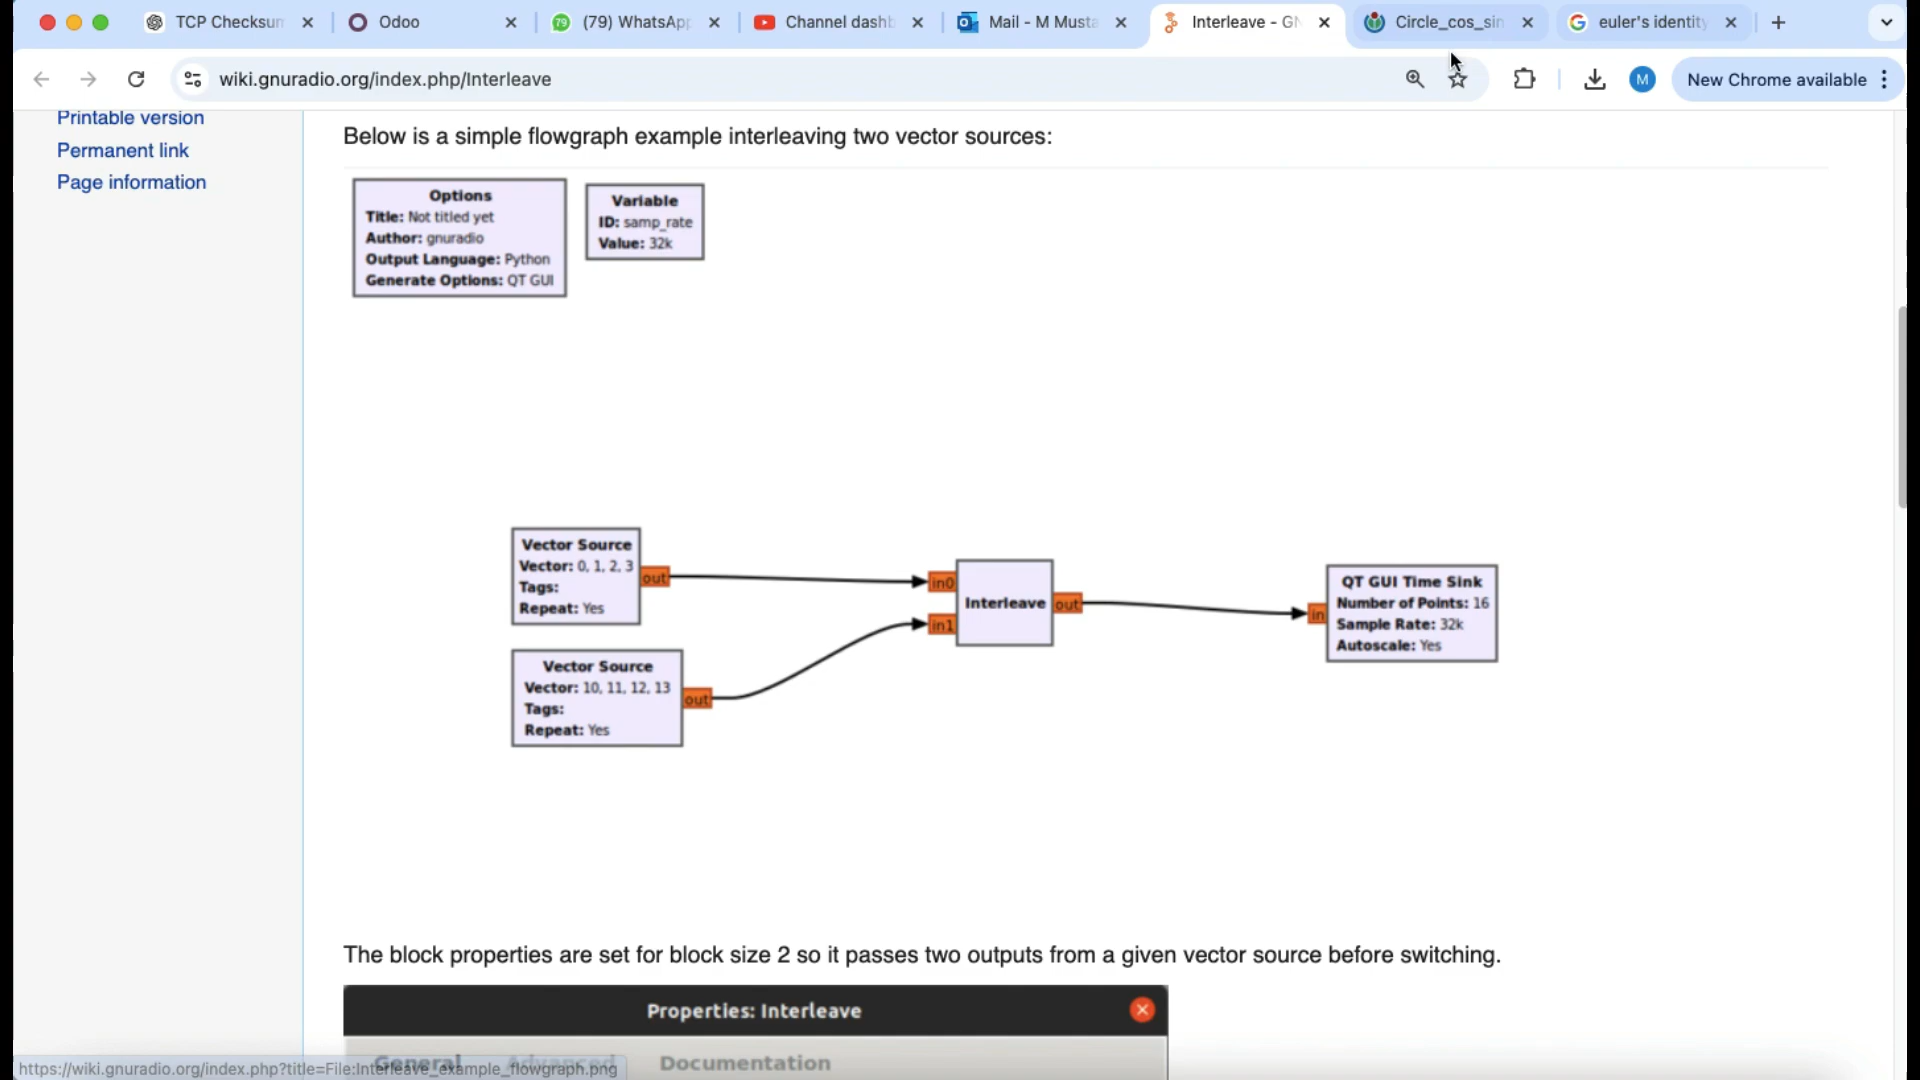 TCP Checksum
Odoo
79
(79) WhatsApp
Channel dashb
Mail - M Musta
Interleave - GN
Circle_cos_sin
euler's identity
wiki.gnuradio.org/index.php/Interleave
M
New Chrome available
Printable version
Permanent link
Page information
Below is a simple flowgraph example interleaving two vector sources:
Options
Title: Not titled yet
Author: gnuradio
Output Language: Python
Generate Options: QT GUI
Variable
ID: samp_rate
Value: 32k
Vector Source
Vector: 0, 1, 2, 3
Tags:
Repeat: Yes
out
Vector Source
Vector: 10, 11, 12, 13
Tags:
Repeat: Yes
out
in0
in1
Interleave
out
in
QT GUI Time Sink
Number of Points: 16
Sample Rate: 32k
Autoscale: Yes
The block properties are set for block size 2 so it passes two outputs from a given vector source before switching.
Properties: Interleave
General
Advanced
Documentation
https://wiki.gnuradio.org/index.php?title=File:Interleave_example_flowgraph.png